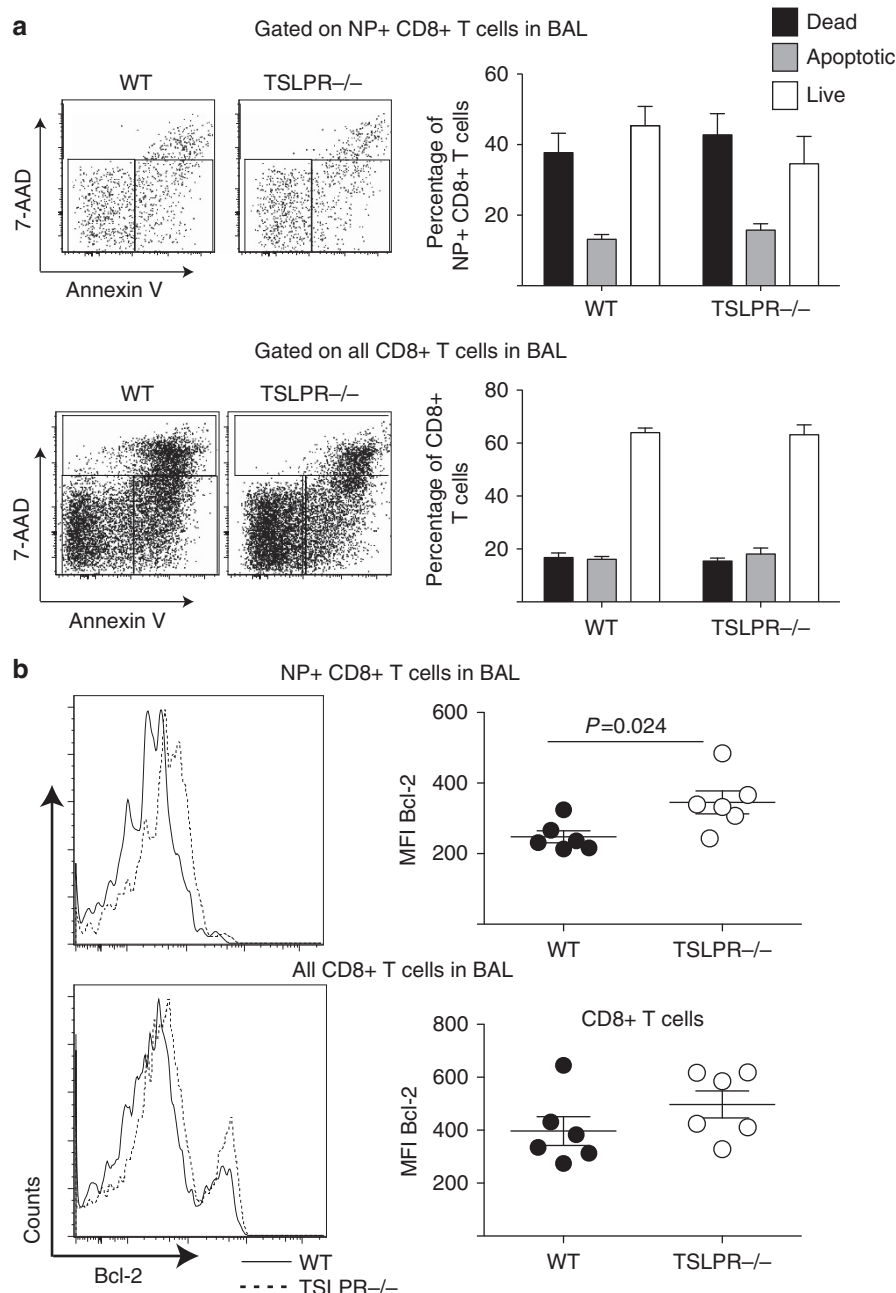 a
Gated on NP+ CD8+ T cells in BAL
Dead
Apoptotic
Live
WT
TSLPR–/–
7-AAD
Annexin V
Percentage of
NP+ CD8+ T cells
60
40
20
WT
TSLPR–/–
Gated on all CD8+ T cells in BAL
WT
TSLPR–/–
7-AAD
Annexin V
Percentage of CD8+
T cells
80
60
40
20
WT
TSLPR–/–
b
NP+ CD8+ T cells in BAL
MFI Bcl-2
600
400
200
P=0.024
WT
TSLPR–/–
All CD8+ T cells in BAL
Counts
Bcl-2
WT
TSLPR–/–
CD8+ T cells
MFI Bcl-2
800
600
400
200
WT
TSLPR–/–